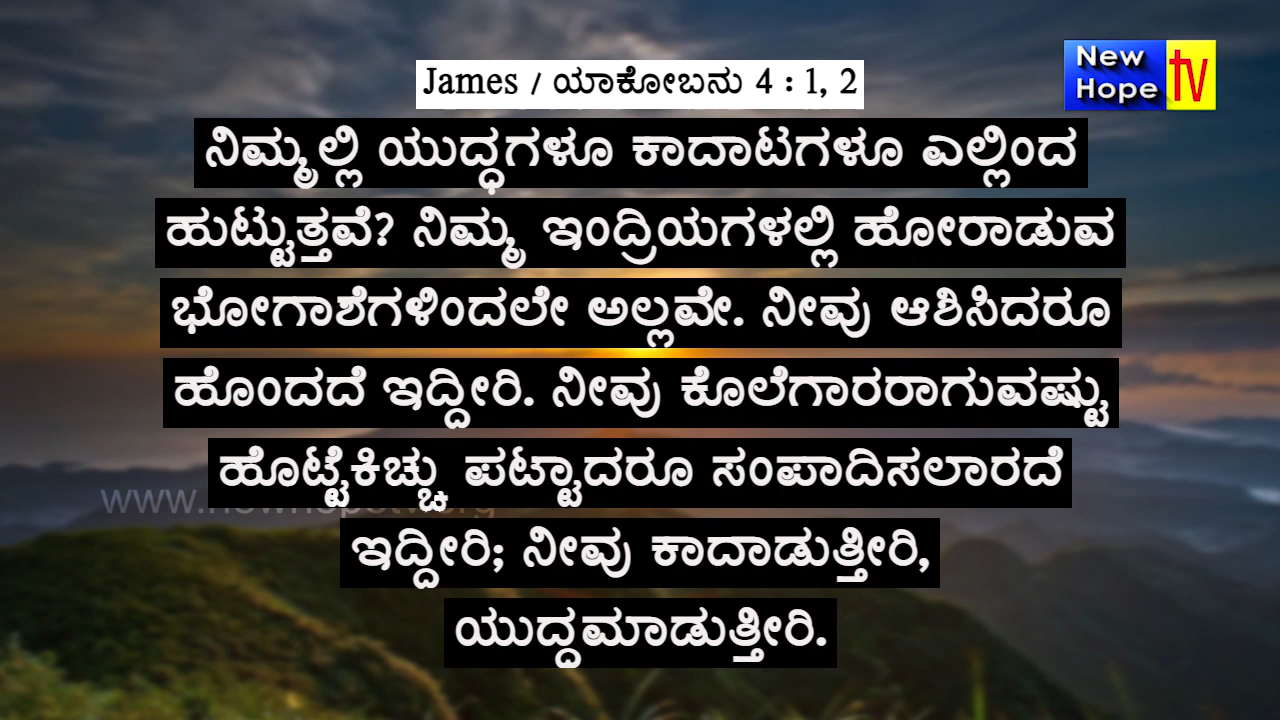 New
Hope
tv
James / ಯಾಕೋಬನು 4 : 1, 2
ನಿಮ್ಮಲ್ಲಿ ಯುದ್ಧಗಳೂ ಕಾದಾಟಗಳೂ ಎಲ್ಲಿಂದ
ಹುಟ್ಟುತ್ತವೆ? ನಿಮ್ಮ ಇಂದ್ರಿಯಗಳಲ್ಲಿ ಹೋರಾಡುವ
ಭೋಗಾಶೆಗಳಿಂದಲೇ ಅಲ್ಲವೇ. ನೀವು ಆಶಿಸಿದರೂ
ಹೊಂದದೆ ಇದ್ದೀರಿ. ನೀವು ಕೊಲೆಗಾರರಾಗುವಷ್ಟು
ಹೊಟ್ಟೆಕಿಚ್ಚು ಪಟ್ಟಾದರೂ ಸಂಪಾದಿಸಲಾರದೆ
ಇದ್ದೀರಿ; ನೀವು ಕಾದಾಡುತ್ತೀರಿ,
ಯುದ್ದಮಾಡುತ್ತೀರಿ.